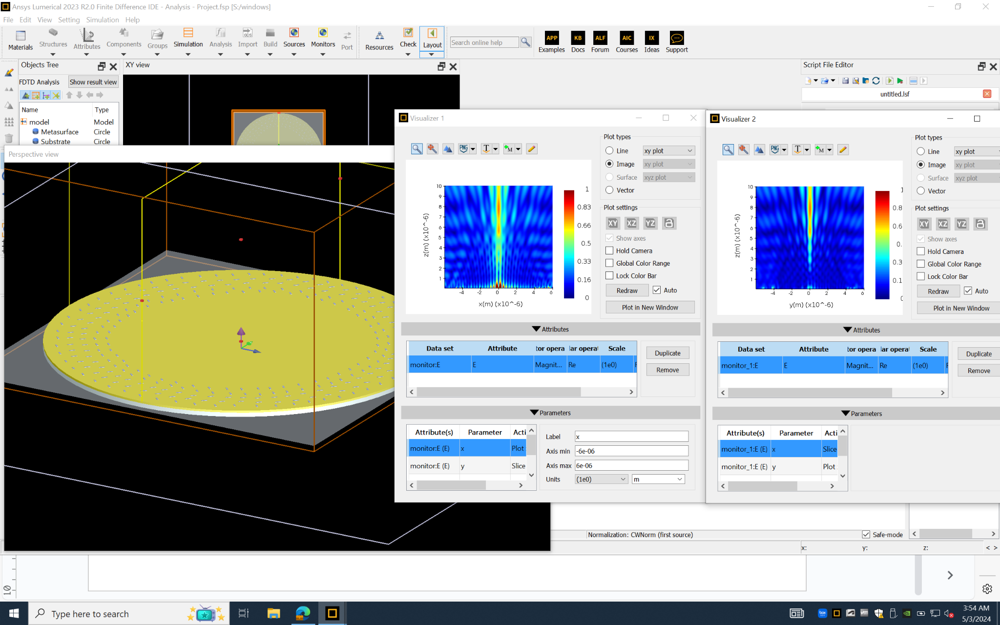 Ansys Lumerical 2023 R2.0 Finite Difference IDE - Analysis - Project.fsp [S:/windows]
File Edit View Setting Simulation Help
Materials Structures Attributes Components Groups Simulation Analysis Import Build Sources Monitors Port Resources Check Layout
Search online help
APP KB ALF AIC IX
Examples Docs Forum Courses Ideas Support
Objects Tree
FDTD Analysis Show result view
Name Type
model Model
Metasurface Circle
Substrate Circle
XY view
Script File Editor
untitled.lsf
Perspective view
Visualizer 1
PNG T M
Plot types
Line xy plot
Image xy plot
Surface xyz plot
Vector
Plot settings
XY XZ YZ a
Show axes
Hold Camera
Global Color Range
Lock Color Bar
Redraw Auto
Plot in New Window
10
9
8
7
6
5
4
3
2
1
z(m) (x10^-6)
-4 -2 0 2 4 6
x(m) (x10^-6)
1
0.83
0.66
0.5
0.33
0.16
0
Attributes
Data set Attribute tor opera lar operat Scale
monitor:E E Magnit... Re (1e0)
Duplicate
Remove
Parameters
Attribute(s) Parameter Acti
monitor:E (E) x Plot
monitor:E (E) y Slice
Label x
Axis min -6e-06
Axis max 6e-06
Units (1e0) m
Visualizer 2
PNG T M
Plot types
Line xy plot
Image xy plot
Surface xyz plot
Vector
Plot settings
XY XZ YZ a
Show axes
Hold Camera
Global Color Range
Lock Color Bar
Redraw Auto
Plot in New Window
10
9
8
7
6
5
4
3
2
1
z(m) (x10^-6)
-4 -2 0 2 4 6
y(m) (x10^-6)
1
0.8
0.6
0.
0.3
0.1
0
Attributes
Data set Attribute tor opera lar operat Scale
monitor_1:E E Magnit... Re (1e0)
Duplicate
Remove
Parameters
Attribute(s) Parameter Acti
monitor_1:E (E) x Slice
monitor_1:E (E) y Plot
Normalization: CWNorm (first source) Safe-mode
x: y: z:
10
Type here to search
box vm
3:54 AM
5/3/2024